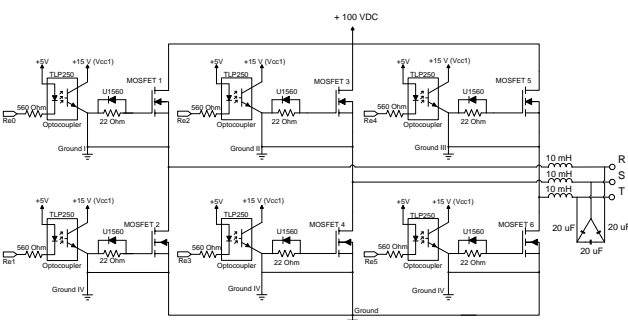 + 100 VDC
+5V
+15 V (Vcc1)
TLP250
MOSFET 1
U1560
560 Ohm
Re0
22 Ohm
Optocoupler
Ground I
+5V
+15 V (Vcc1)
TLP250
MOSFET 3
U1560
560 Ohm
Re2
22 Ohm
Optocoupler
Ground II
+5V
+15 V (Vcc1)
TLP250
MOSFET 5
U1560
560 Ohm
Re4
22 Ohm
Optocoupler
Ground III
10 mH
R
10 mH
S
10 mH
T
+5V
+15 V (Vcc1)
TLP250
MOSFET 2
U1560
560 Ohm
Re1
22 Ohm
Optocoupler
Ground IV
+5V
+15 V (Vcc1)
TLP250
MOSFET 4
U1560
560 Ohm
Re3
22 Ohm
Optocoupler
Ground IV
+5V
+15 V (Vcc1)
TLP250
MOSFET 6
U1560
560 Ohm
Re5
22 Ohm
Optocoupler
Ground IV
20 uF
20 uF
20 uF
Ground